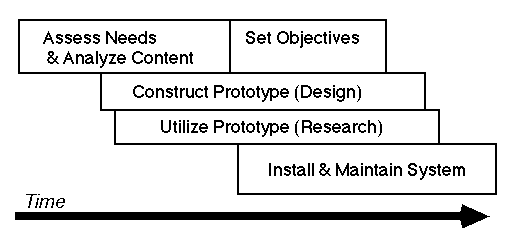 Assess Needs
& Analyze Content
Set Objectives
Construct Prototype (Design)
Utilize Prototype (Research)
Install & Maintain System
Time